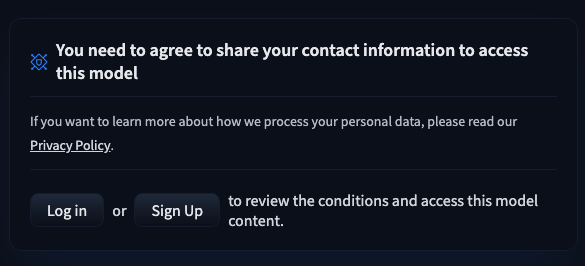 You need to agree to share your contact information to access
this model
If you want to learn more about how we process your personal data, please read our
Privacy Policy.
Log in or Sign Up to review the conditions and access this model
content.